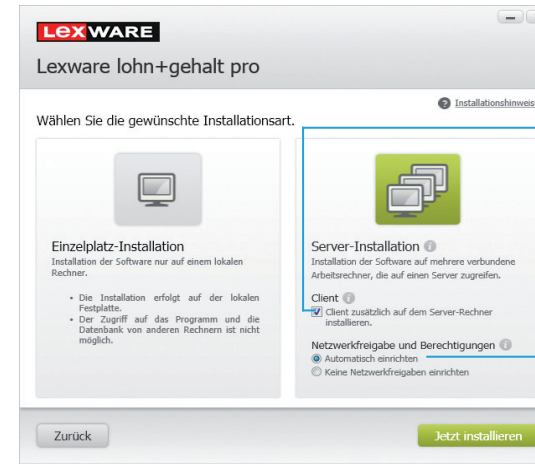 LEXWARE
Lexware lohn+gehalt pro
Installationshinweis
Wählen Sie die gewünschte Installationsart.
Einzelplatz-Installation
Installation der Software nur auf einem lokalen
Rechner.
• Die Installation erfolgt auf der lokalen
Festplatte.
• Der Zugriff auf das Programm und die
Datenbank von anderen Rechnern ist nicht
möglich.
Server-Installation
Installation der Software auf mehrere verbundene
Arbeitsrechner, die auf einen Server zugreifen.
Client
Client zusätzlich auf dem Server-Rechner
installieren.
Netzwerkfreigabe und Berechtigungen
Automatisch einrichten
Keine Netzwerkfreigaben einrichten
Zurück
Jetzt installieren